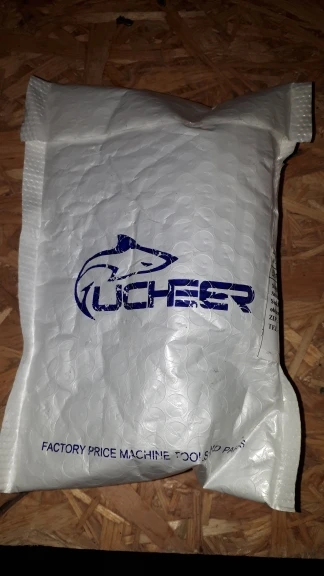 UCHEER
FACTORY PRICE MACHINE TOOLS